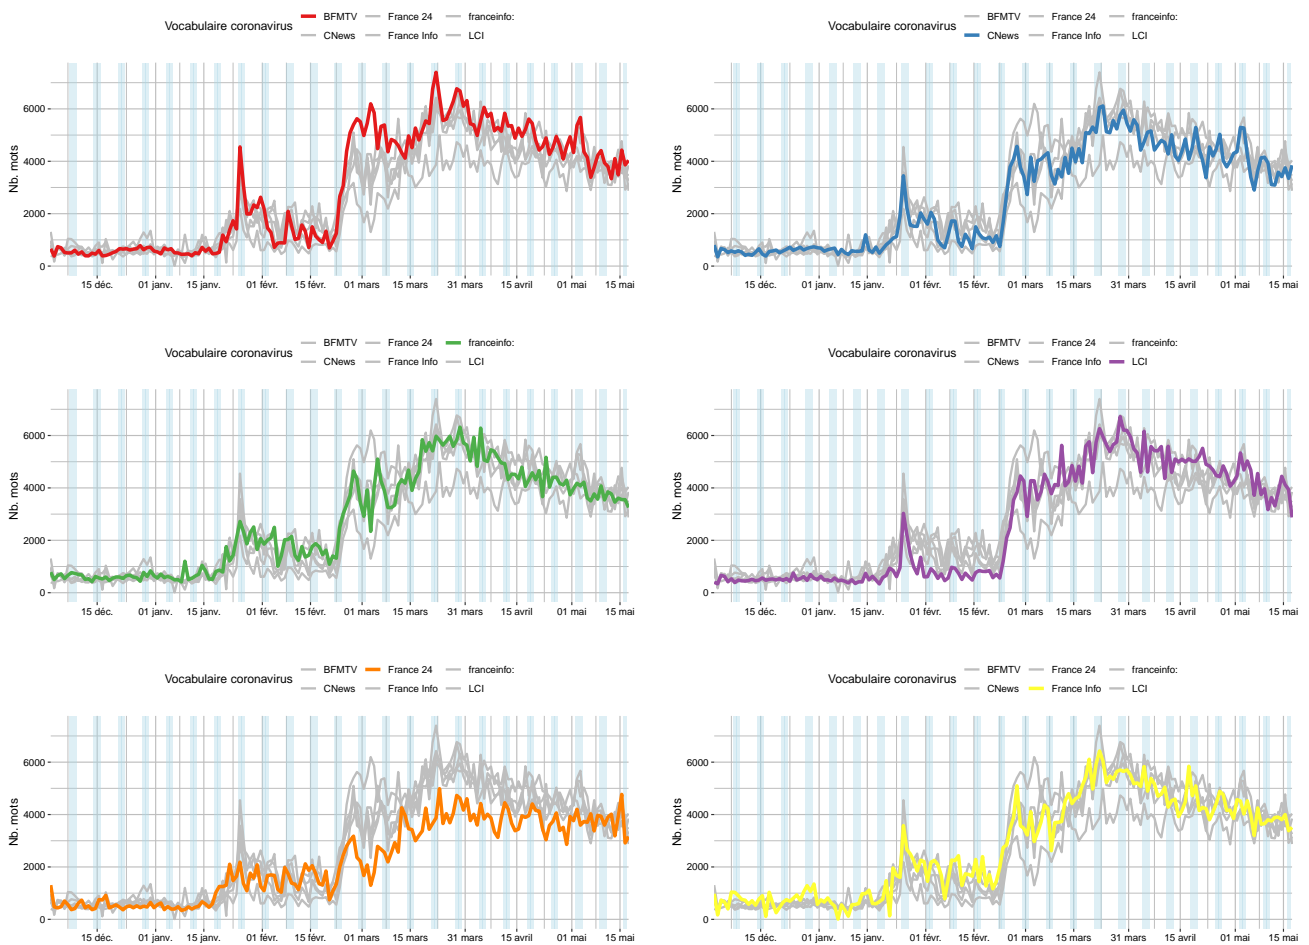 Vocabulaire coronavirus
BFMTV France 24 franceinfo:
CNews France Info LCI
Nb. mots
6000
4000
2000
0
15 déc. 01 janv. 15 janv. 01 févr. 15 févr. 01 mars 15 mars 31 mars 15 avril 01 mai 15 mai
Vocabulaire coronavirus
BFMTV France 24 franceinfo:
CNews France Info LCI
Nb. mots
6000
4000
2000
0
15 déc. 01 janv. 15 janv. 01 févr. 15 févr. 01 mars 15 mars 31 mars 15 avril 01 mai 15 mai
Vocabulaire coronavirus
BFMTV France 24 franceinfo:
CNews France Info LCI
Nb. mots
6000
4000
2000
0
15 déc. 01 janv. 15 janv. 01 févr. 15 févr. 01 mars 15 mars 31 mars 15 avril 01 mai 15 mai
Vocabulaire coronavirus
BFMTV France 24 franceinfo:
CNews France Info LCI
Nb. mots
6000
4000
2000
0
15 déc. 01 janv. 15 janv. 01 févr. 15 févr. 01 mars 15 mars 31 mars 15 avril 01 mai 15 mai
Vocabulaire coronavirus
BFMTV France 24 franceinfo:
CNews France Info LCI
Nb. mots
6000
4000
2000
0
15 déc. 01 janv. 15 janv. 01 févr. 15 févr. 01 mars 15 mars 31 mars 15 avril 01 mai 15 mai
Vocabulaire coronavirus
BFMTV France 24 franceinfo:
CNews France Info LCI
Nb. mots
6000
4000
2000
0
15 déc. 01 janv. 15 janv. 01 févr. 15 févr. 01 mars 15 mars 31 mars 15 avril 01 mai 15 mai